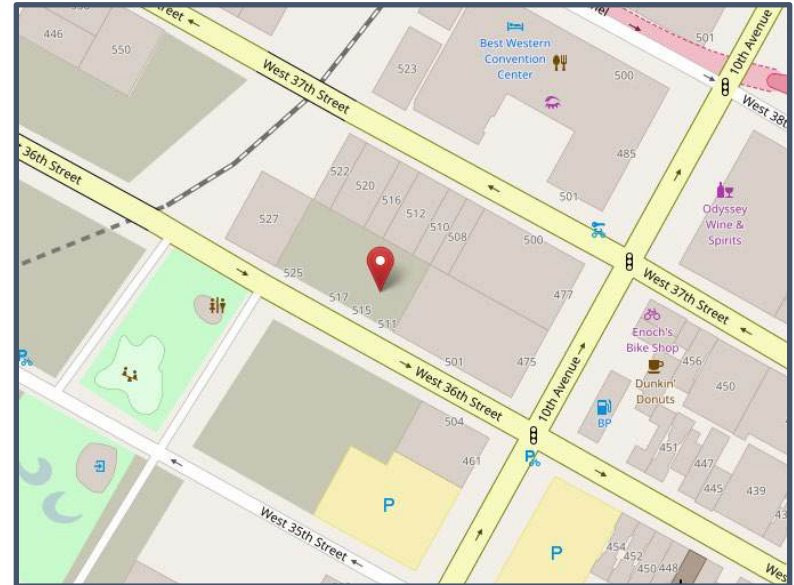 446
550
reet
West 37th Street
523
Best Western
Convention
Center
500
501
10th Avenue
West 38th
485
501
36th Street
522
520
516
512
510
508
500
527
525
517
515
511
477
501
475
Odyssey
Wine &
Spirits
West 37th Street
Enoch's
Bike Shop
Dunkin'
Donuts
456
450
BP
West 36th Street
10th Avenue
504
461
451
447
445
439
P
P
P
West 35th Street
P
454
452
450
448